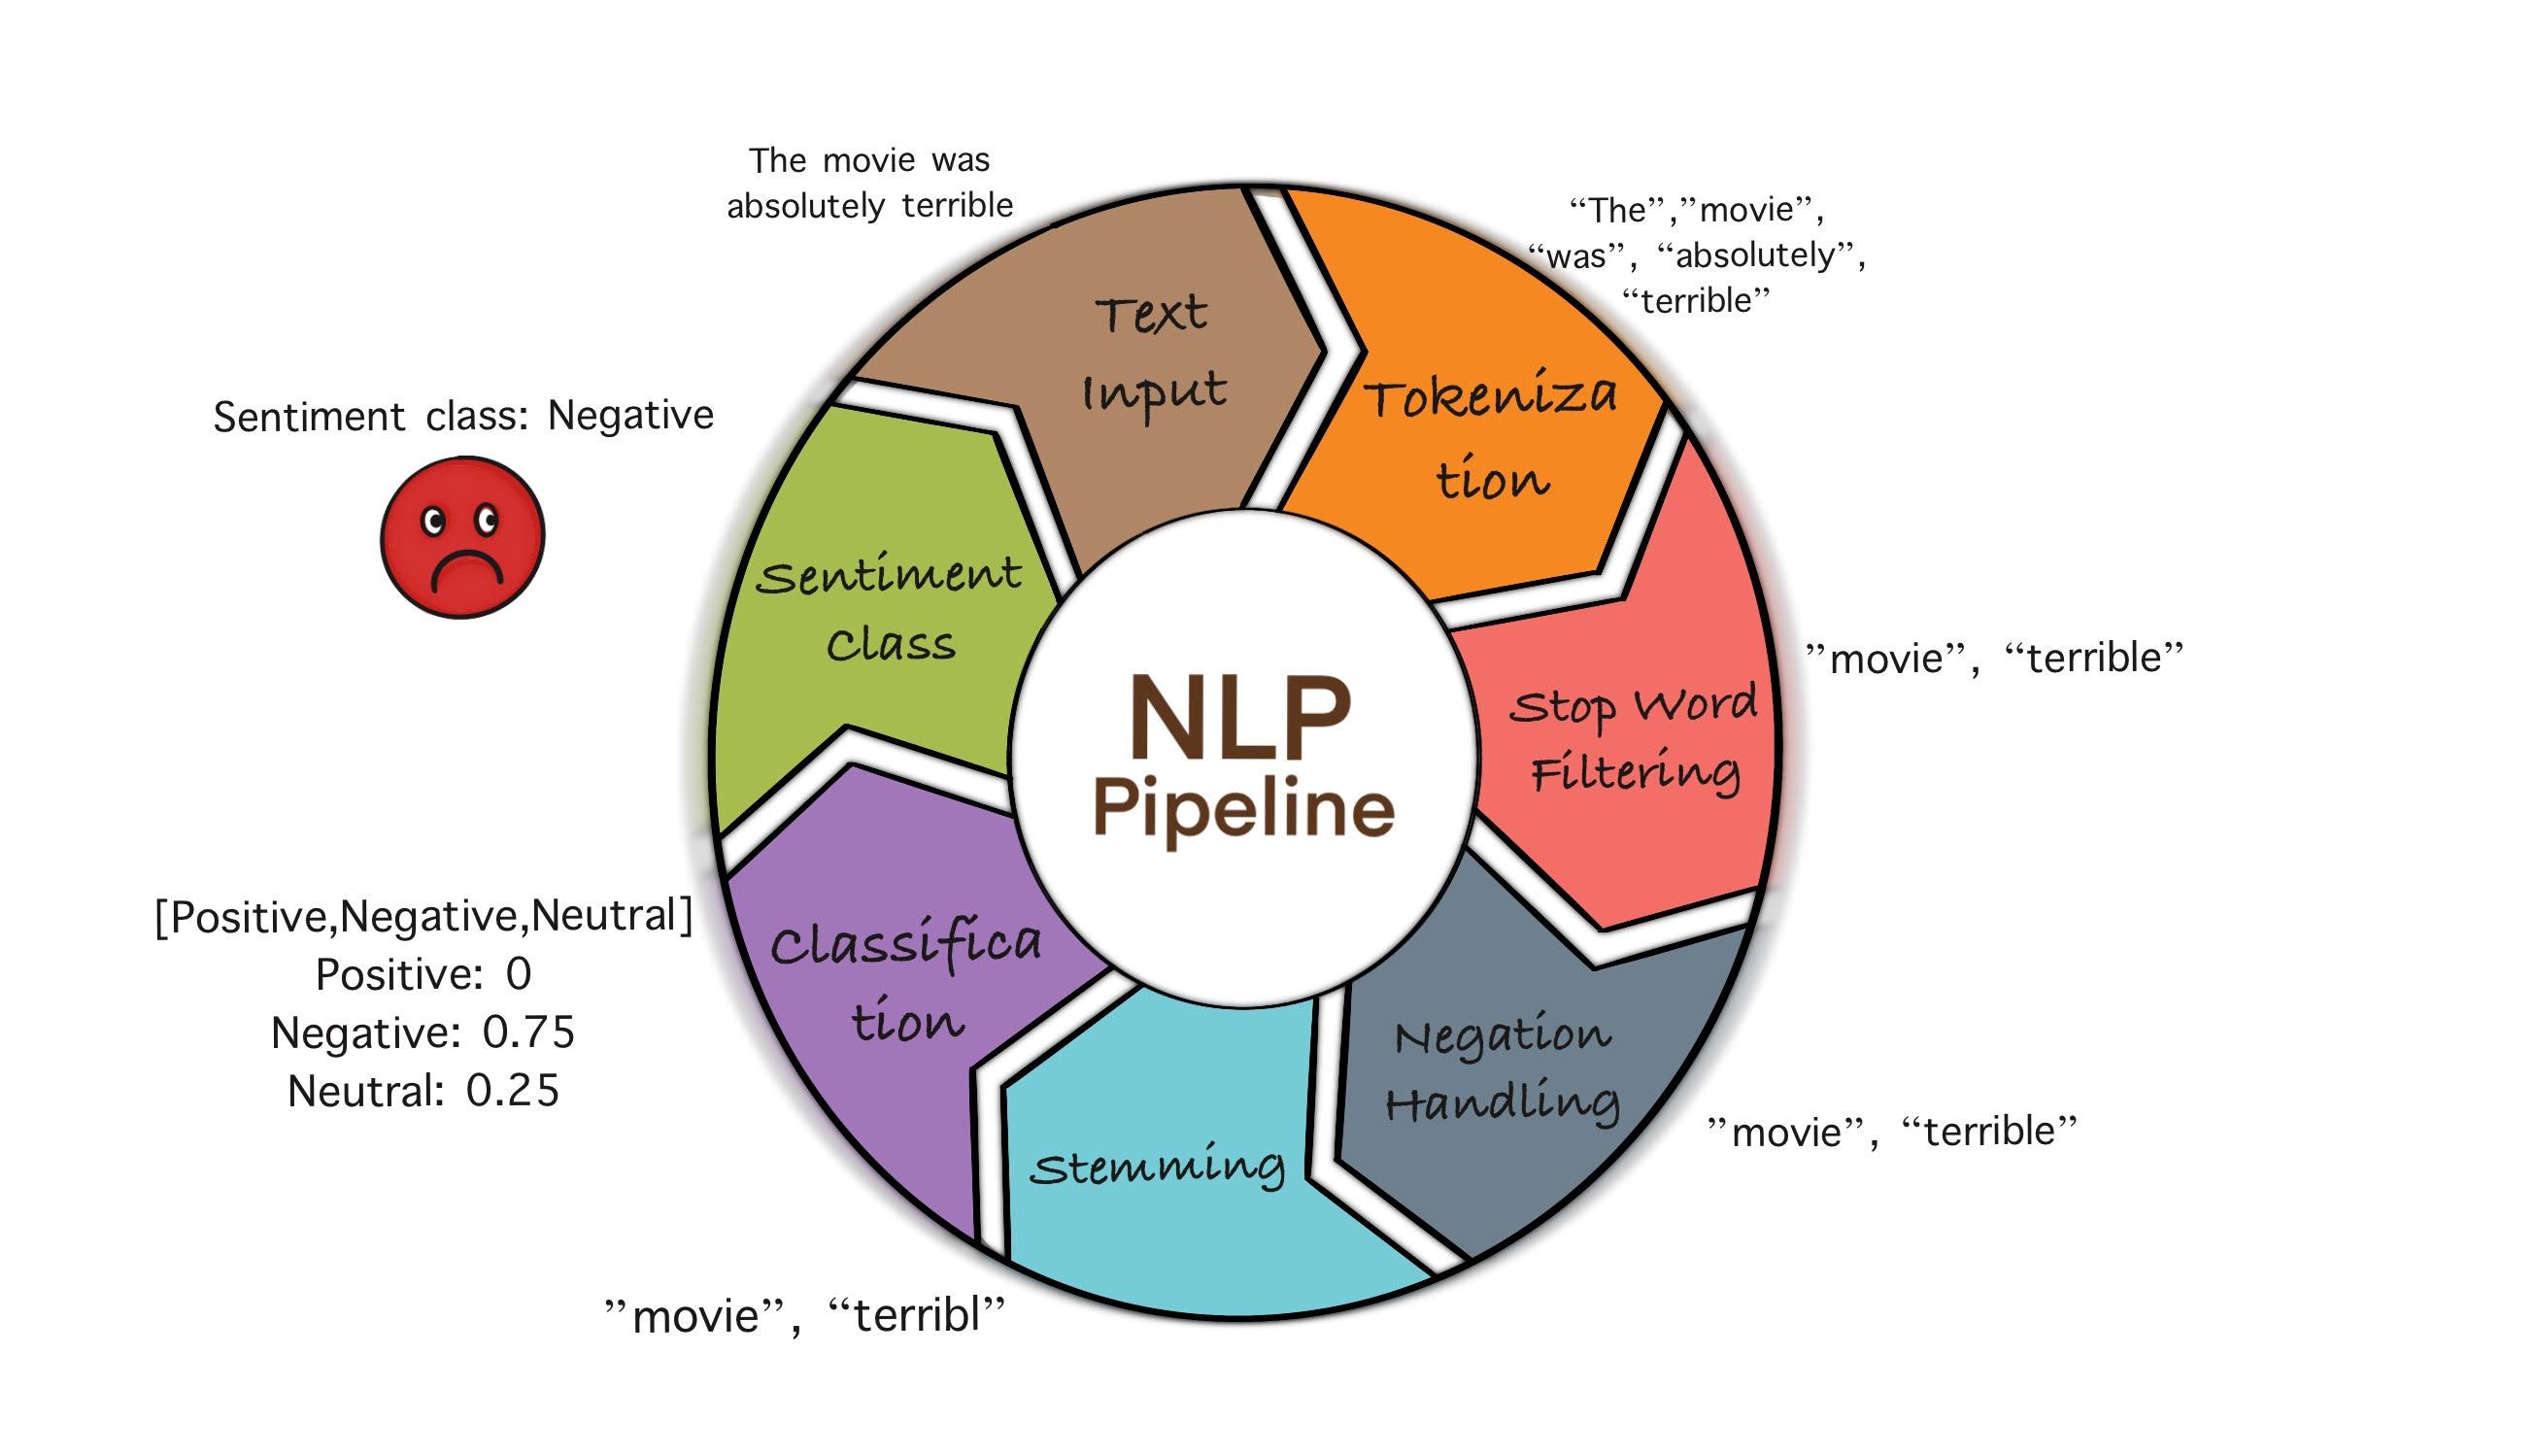 The movie was
absolutely terrible
Text
Input
“The”,”movie”,
“was”, “absolutely”,
“terrible”
Tokeniza
tion
”movie”, “terrible”
Stop Word
Filtering
”movie”, “terrible”
Negation
Handling
”movie”, “terribl”
Stemming
[Positive,Negative,Neutral]
Positive: 0
Negative: 0.75
Neutral: 0.25
Classifica
tion
Sentiment class: Negative
Sentiment
Class
NLP
Pipeline